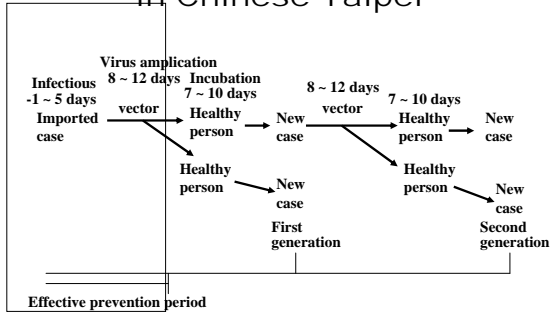 in Chinese Taipei
Virus amplication
8 ~ 12 days
Infectious
-1 ~ 5 days
Imported
case
vector
Incubation
7 ~ 10 days
Healthy
person
New
case
8 ~ 12 days
vector
7 ~ 10 days
Healthy
person
New
case
Healthy
person
New
case
Healthy
person
New
case
First
generation
Second
generation
Effective prevention period